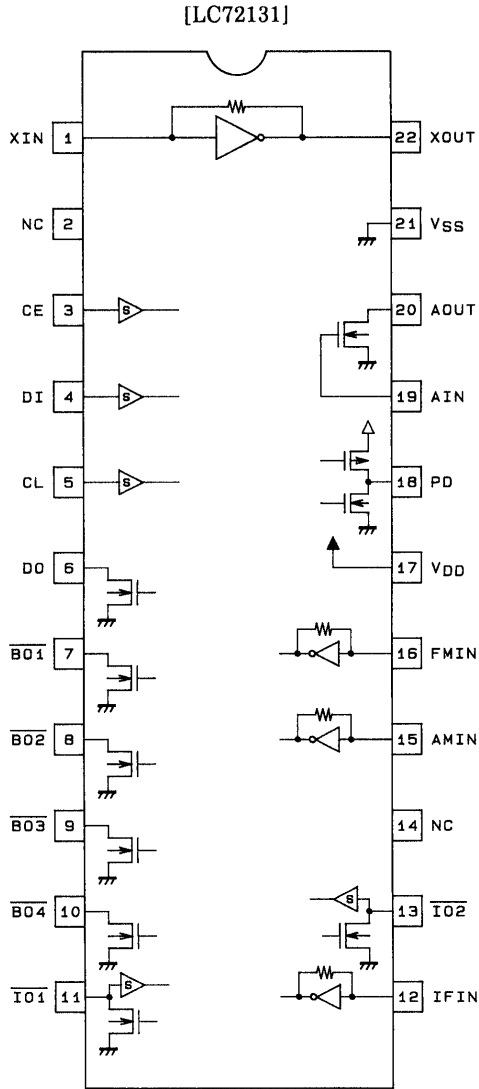 [LC72131]
XIN 1
22 XOUT
NC 2
21 VSS
CE 3
S
20 AOUT
DI 4
S
19 AIN
CL 5
S
18 PD
DO 6
17 VDD
BO1 7
16 FMIN
BO2 8
15 AMIN
BO3 9
14 NC
BO4 10
S
13 IO2
IO1 11
S
12 IFIN